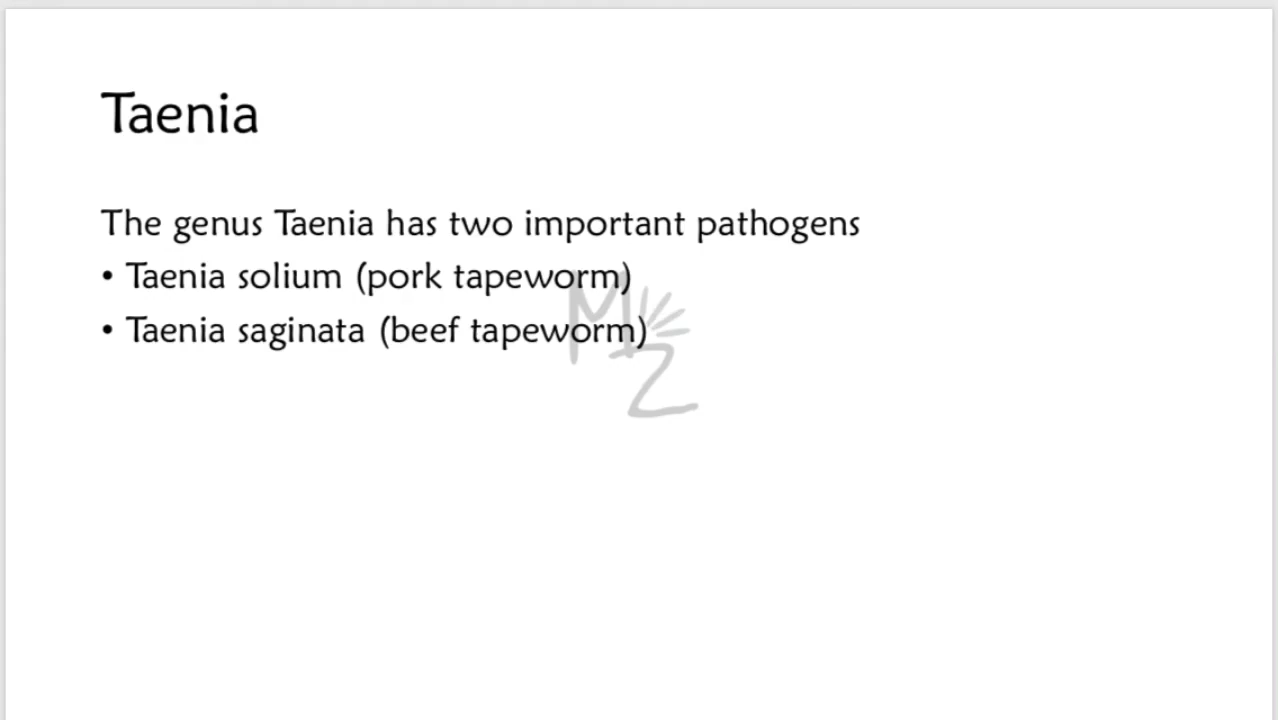 Taenia
The genus Taenia has two important pathogens
• Taenia solium (pork tapeworm)
• Taenia saginata (beef tapeworm)
M
Z